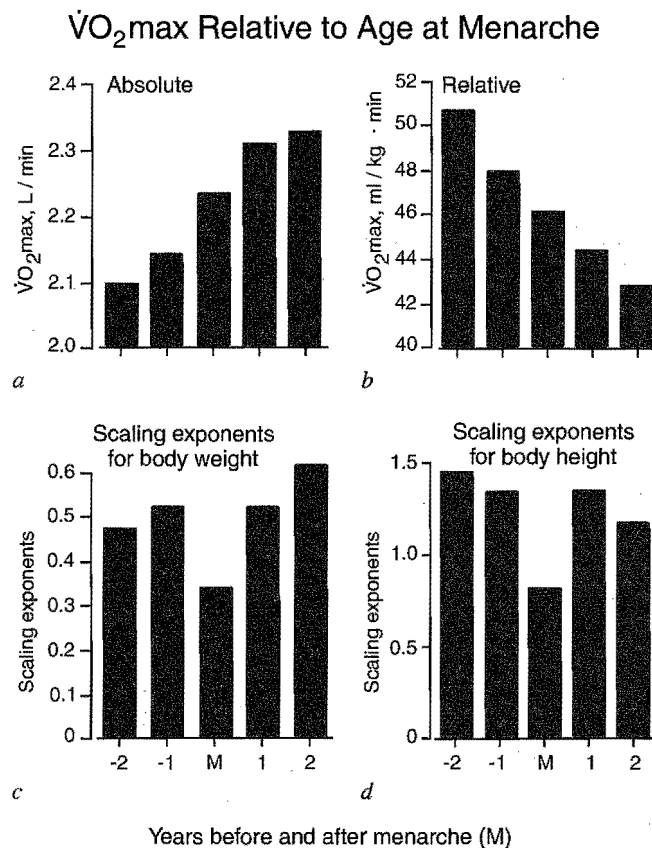 V̇O₂max Relative to Age at Menarche
Absolute
V̇O₂max, L / min
2.4
2.3
2.2
2.1
2.0
a
Relative
V̇O₂max, ml / kg · min
52
50
48
46
44
42
40
b
Scaling exponents
for body weight
Scaling exponents
0.6
0.5
0.4
0.3
0.2
0.1
0
-2 -1 M 1 2
c
Scaling exponents
for body height
Scaling exponents
1.5
1.0
0.5
0
-2 -1 M 1 2
d
Years before and after menarche (M)